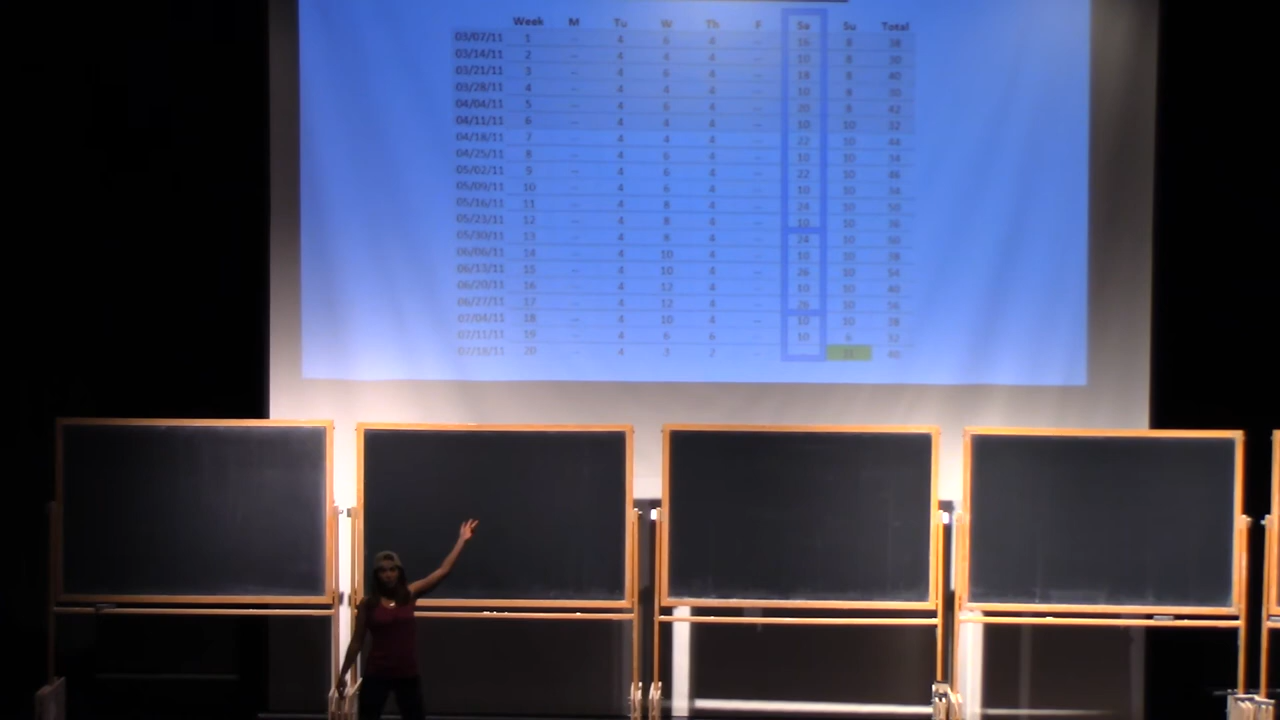 Week M Tu W Th F Sa Su Total
03/07/11 1 -- 4 6 4 -- 16 8 38
03/14/11 2 -- 4 4 4 -- 10 8 30
03/21/11 3 -- 4 6 4 -- 18 8 40
03/28/11 4 -- 4 4 4 -- 10 8 30
04/04/11 5 -- 4 6 4 -- 20 8 42
04/11/11 6 -- 4 4 4 -- 10 10 32
04/18/11 7 -- 4 4 4 -- 22 10 44
04/25/11 8 -- 4 6 4 -- 10 10 34
05/02/11 9 -- 4 6 4 -- 22 10 46
05/09/11 10 -- 4 6 4 -- 10 10 34
05/16/11 11 -- 4 8 4 -- 24 10 50
05/23/11 12 -- 4 8 4 -- 10 10 36
05/30/11 13 -- 4 8 4 -- 24 10 50
06/06/11 14 -- 4 10 4 -- 10 10 38
06/13/11 15 -- 4 10 4 -- 26 10 54
06/20/11 16 -- 4 12 4 -- 10 10 40
06/27/11 17 -- 4 12 4 -- 26 10 56
07/04/11 18 -- 4 10 4 -- 10 10
07/11/11 19 -- 4 6 6 -- 10 6 32
07/18/11 20 -- 4 3 2 -- 40